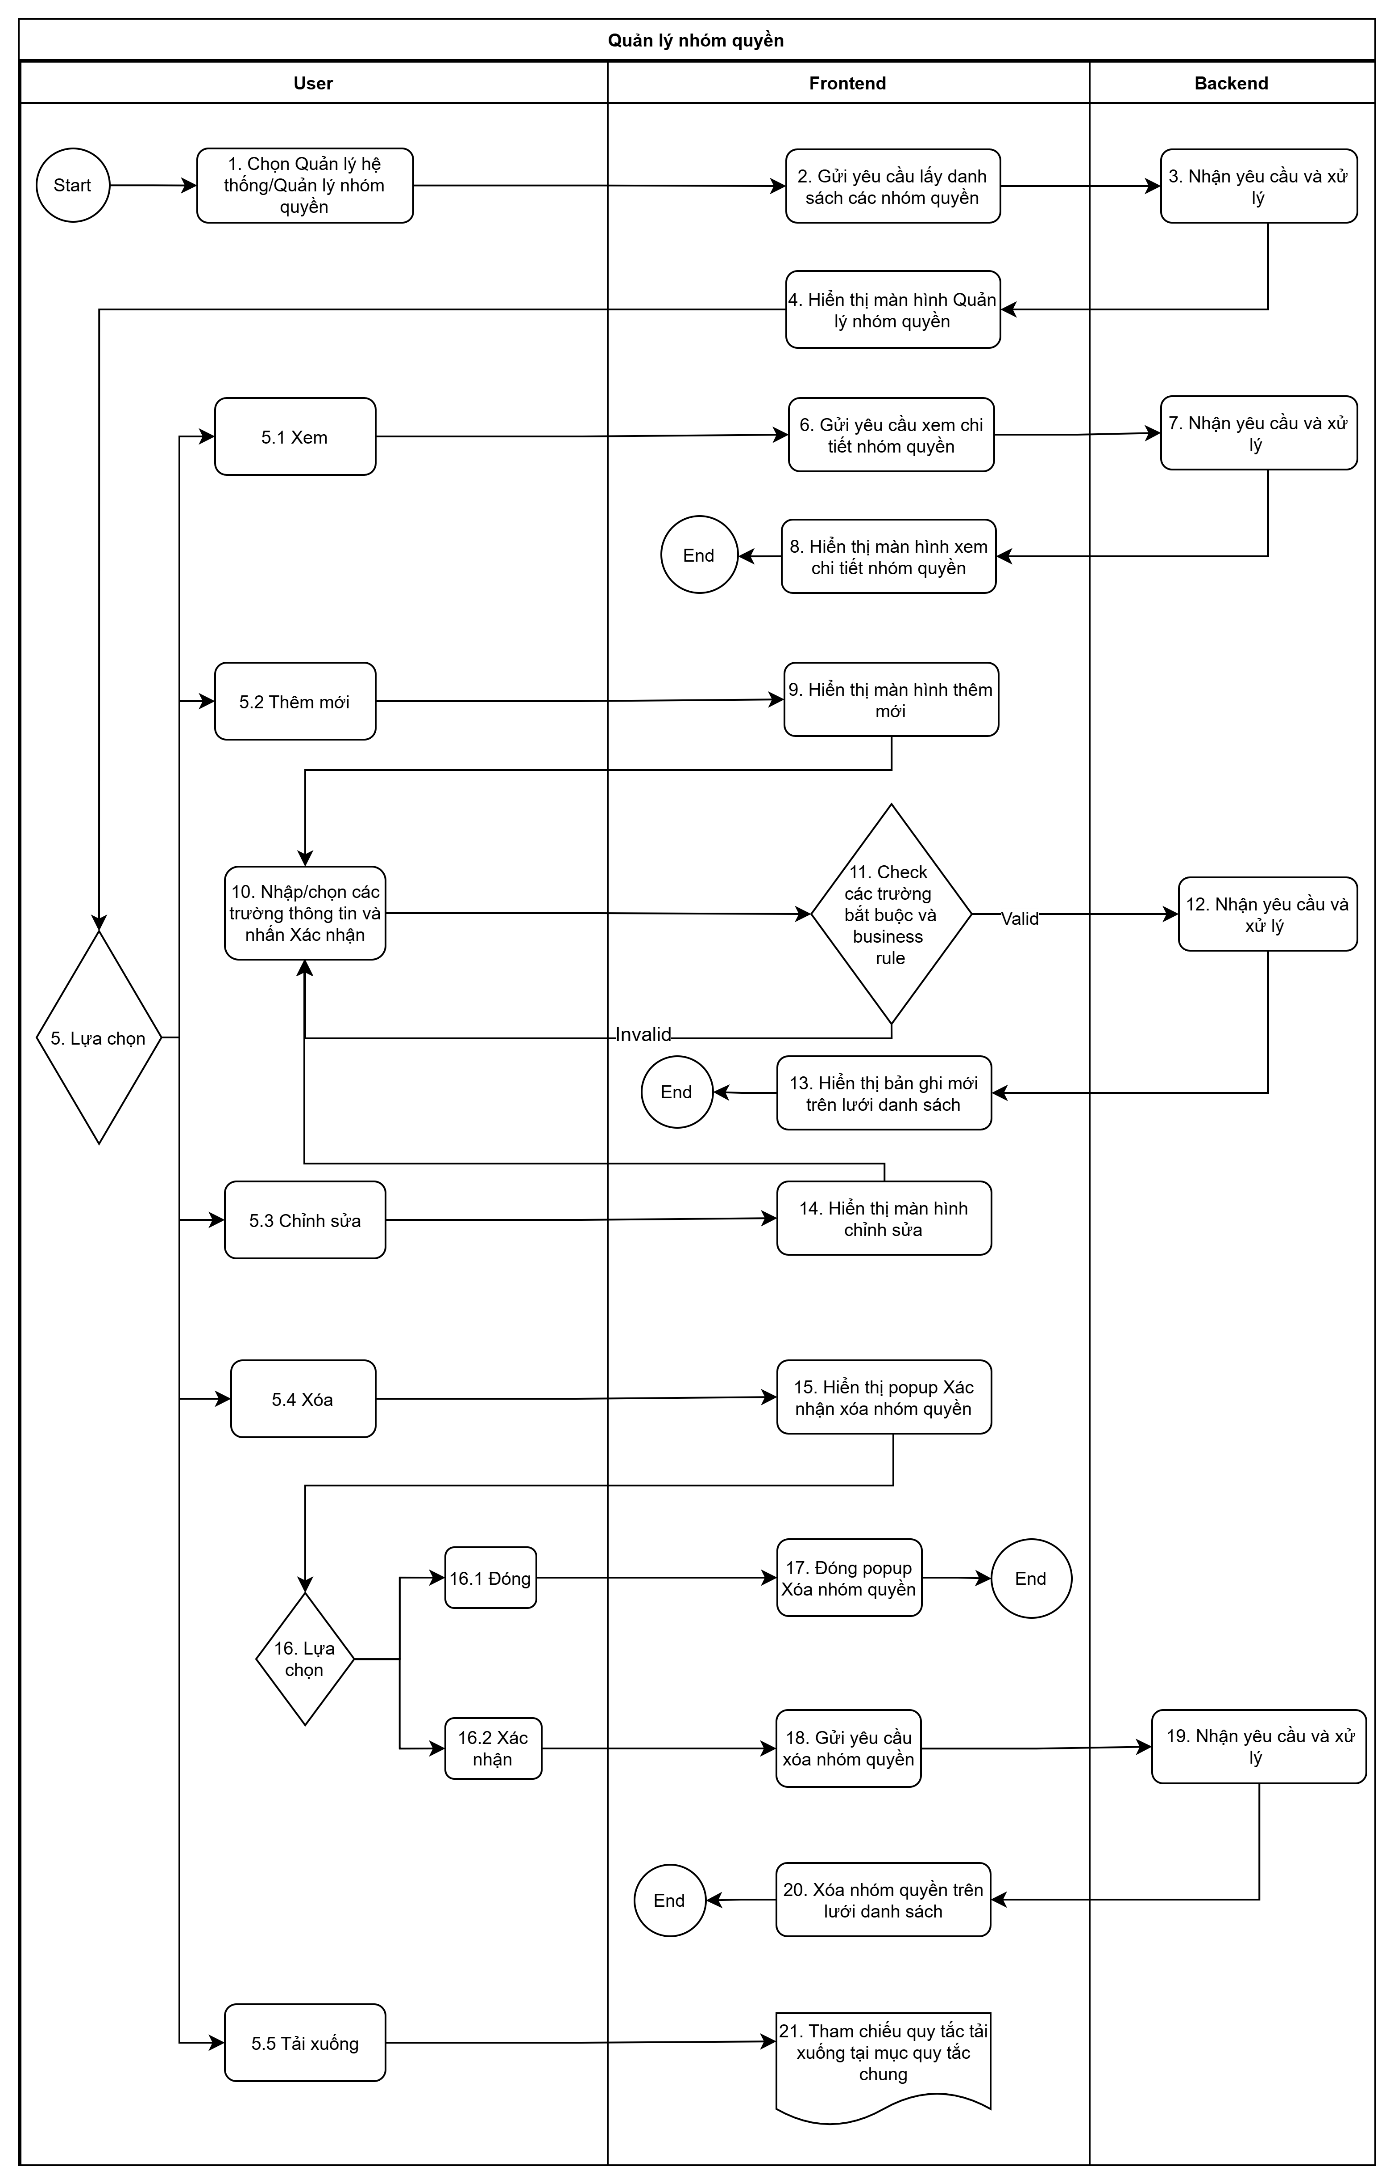 Quản lý nhóm quyền
User
Frontend
Backend
Start
1. Chọn Quản lý hệ
thống/Quản lý nhóm
quyền
2. Gửi yêu cầu lấy danh
sách các nhóm quyền
3. Nhận yêu cầu và xử
lý
4. Hiển thị màn hình Quản
lý nhóm quyền
5.1 Xem
6. Gửi yêu cầu xem chi
tiết nhóm quyền
7. Nhận yêu cầu và xử
lý
End
8. Hiển thị màn hình xem
chi tiết nhóm quyền
5.2 Thêm mới
9. Hiển thị màn hình thêm
mới
10. Nhập/chọn các
trường thông tin và
nhấn Xác nhận
11. Check
các trường
bắt buộc và
business
rule
Valid
12. Nhận yêu cầu và
xử lý
5. Lựa chọn
Invalid
End
13. Hiển thị bản ghi mới
trên lưới danh sách
5.3 Chỉnh sửa
14. Hiển thị màn hình
chỉnh sửa
5.4 Xóa
15. Hiển thị popup Xác
nhận xóa nhóm quyền
16.1 Đóng
17. Đóng popup
Xóa nhóm quyền
End
16. Lựa
chọn
16.2 Xác
nhận
18. Gửi yêu cầu
xóa nhóm quyền
19. Nhận yêu cầu và xử
lý
End
20. Xóa nhóm quyền trên
lưới danh sách
5.5 Tải xuống
21. Tham chiếu quy tắc tải
xuống tại mục quy tắc
chung